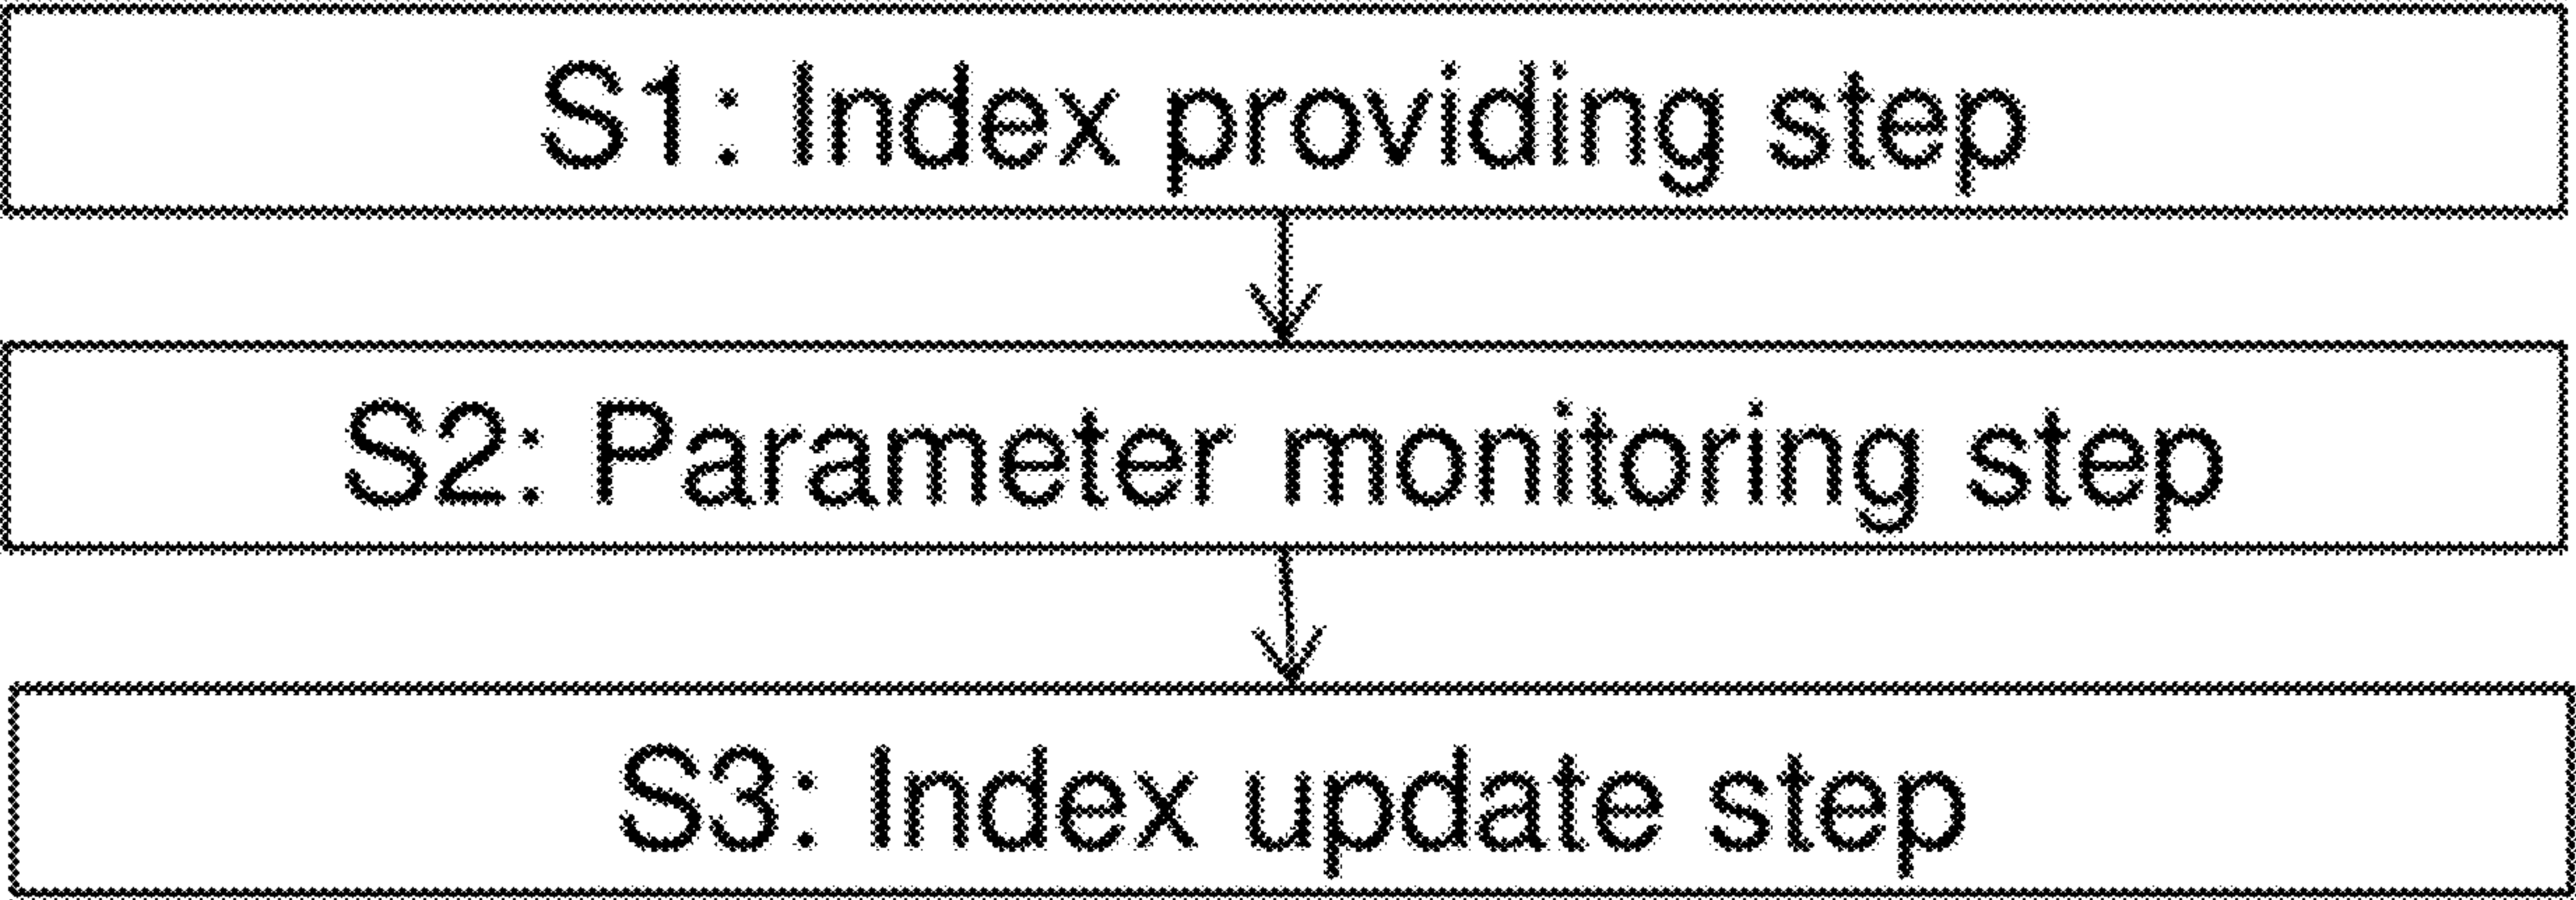 S1: Index providing step
S2: Parameter monitoring step
S3: Index update step